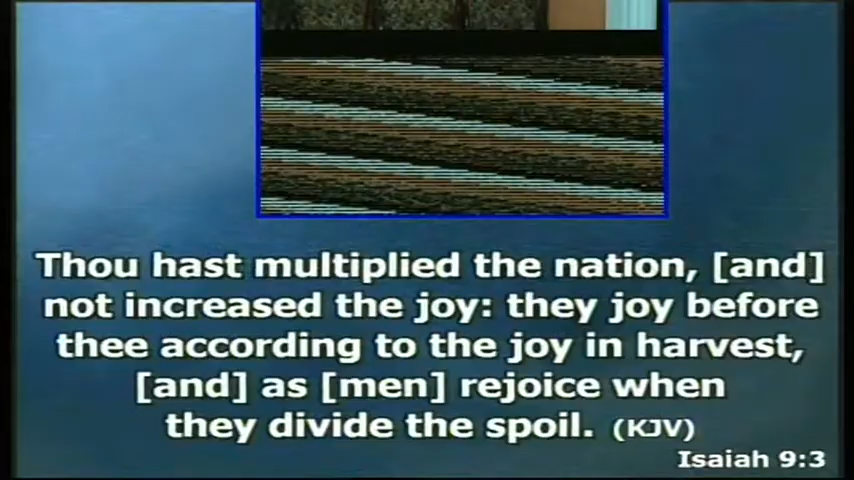 Thou hast multiplied the nation, [and]
not increased the joy: they joy before
thee according to the joy in harvest,
[and] as [men] rejoice when
they divide the spoil. (KJV)
Isaiah 9:3